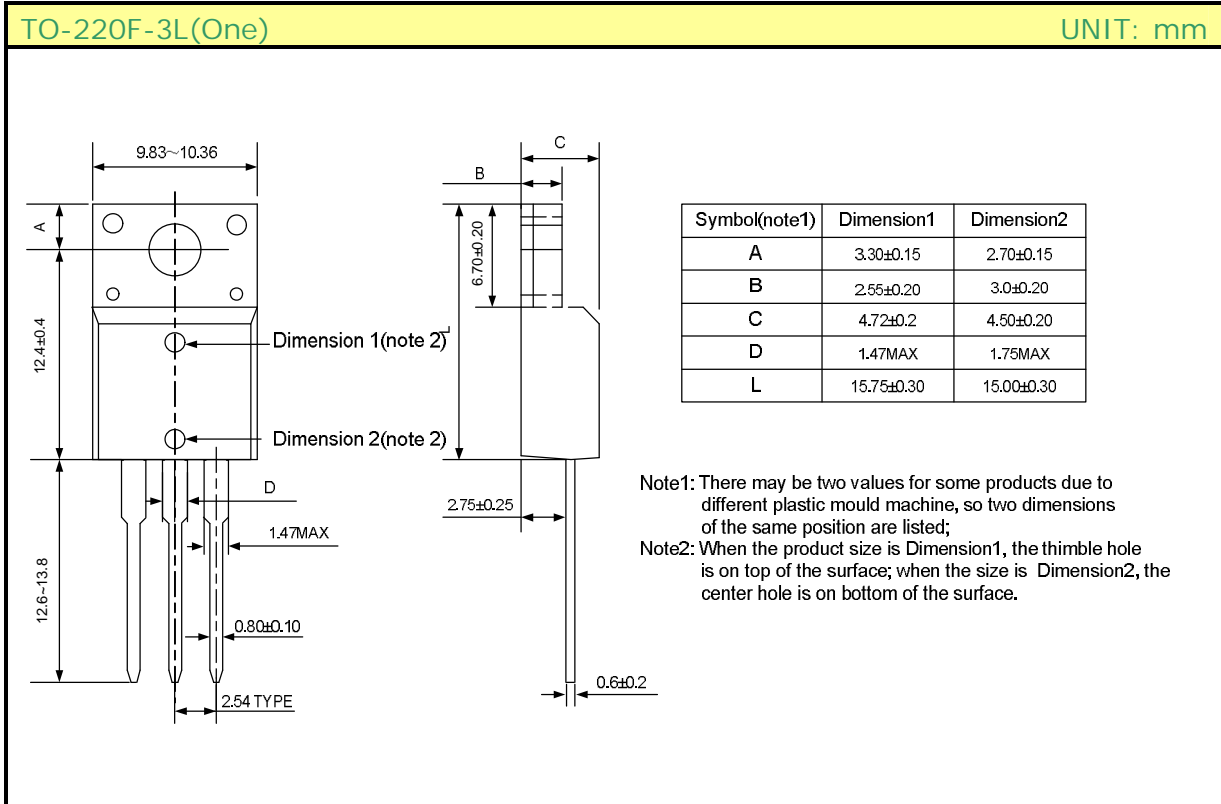 TO-220F-3L(One) UNIT: mm
9.83~10.36
A
12.4±0.4
12.6~13.8
Dimension 1(note 2)
Dimension 2(note 2)
D
1.47MAX
0.80±0.10
2.54 TYPE
C
B
6.70±0.20
L
2.75±0.25
0.6±0.2
Symbol(note1) Dimension1 Dimension2
A 3.30±0.15 2.70±0.15
B 2.55±0.20 3.0±0.20
C 4.72±0.2 4.50±0.20
D 1.47MAX 1.75MAX
L 15.75±0.30 15.00±0.30
Note1: There may be two values for some products due to
different plastic mould machine, so two dimensions
of the same position are listed;
Note2: When the product size is Dimension1, the thimble hole
is on top of the surface; when the size is Dimension2, the
center hole is on bottom of the surface.